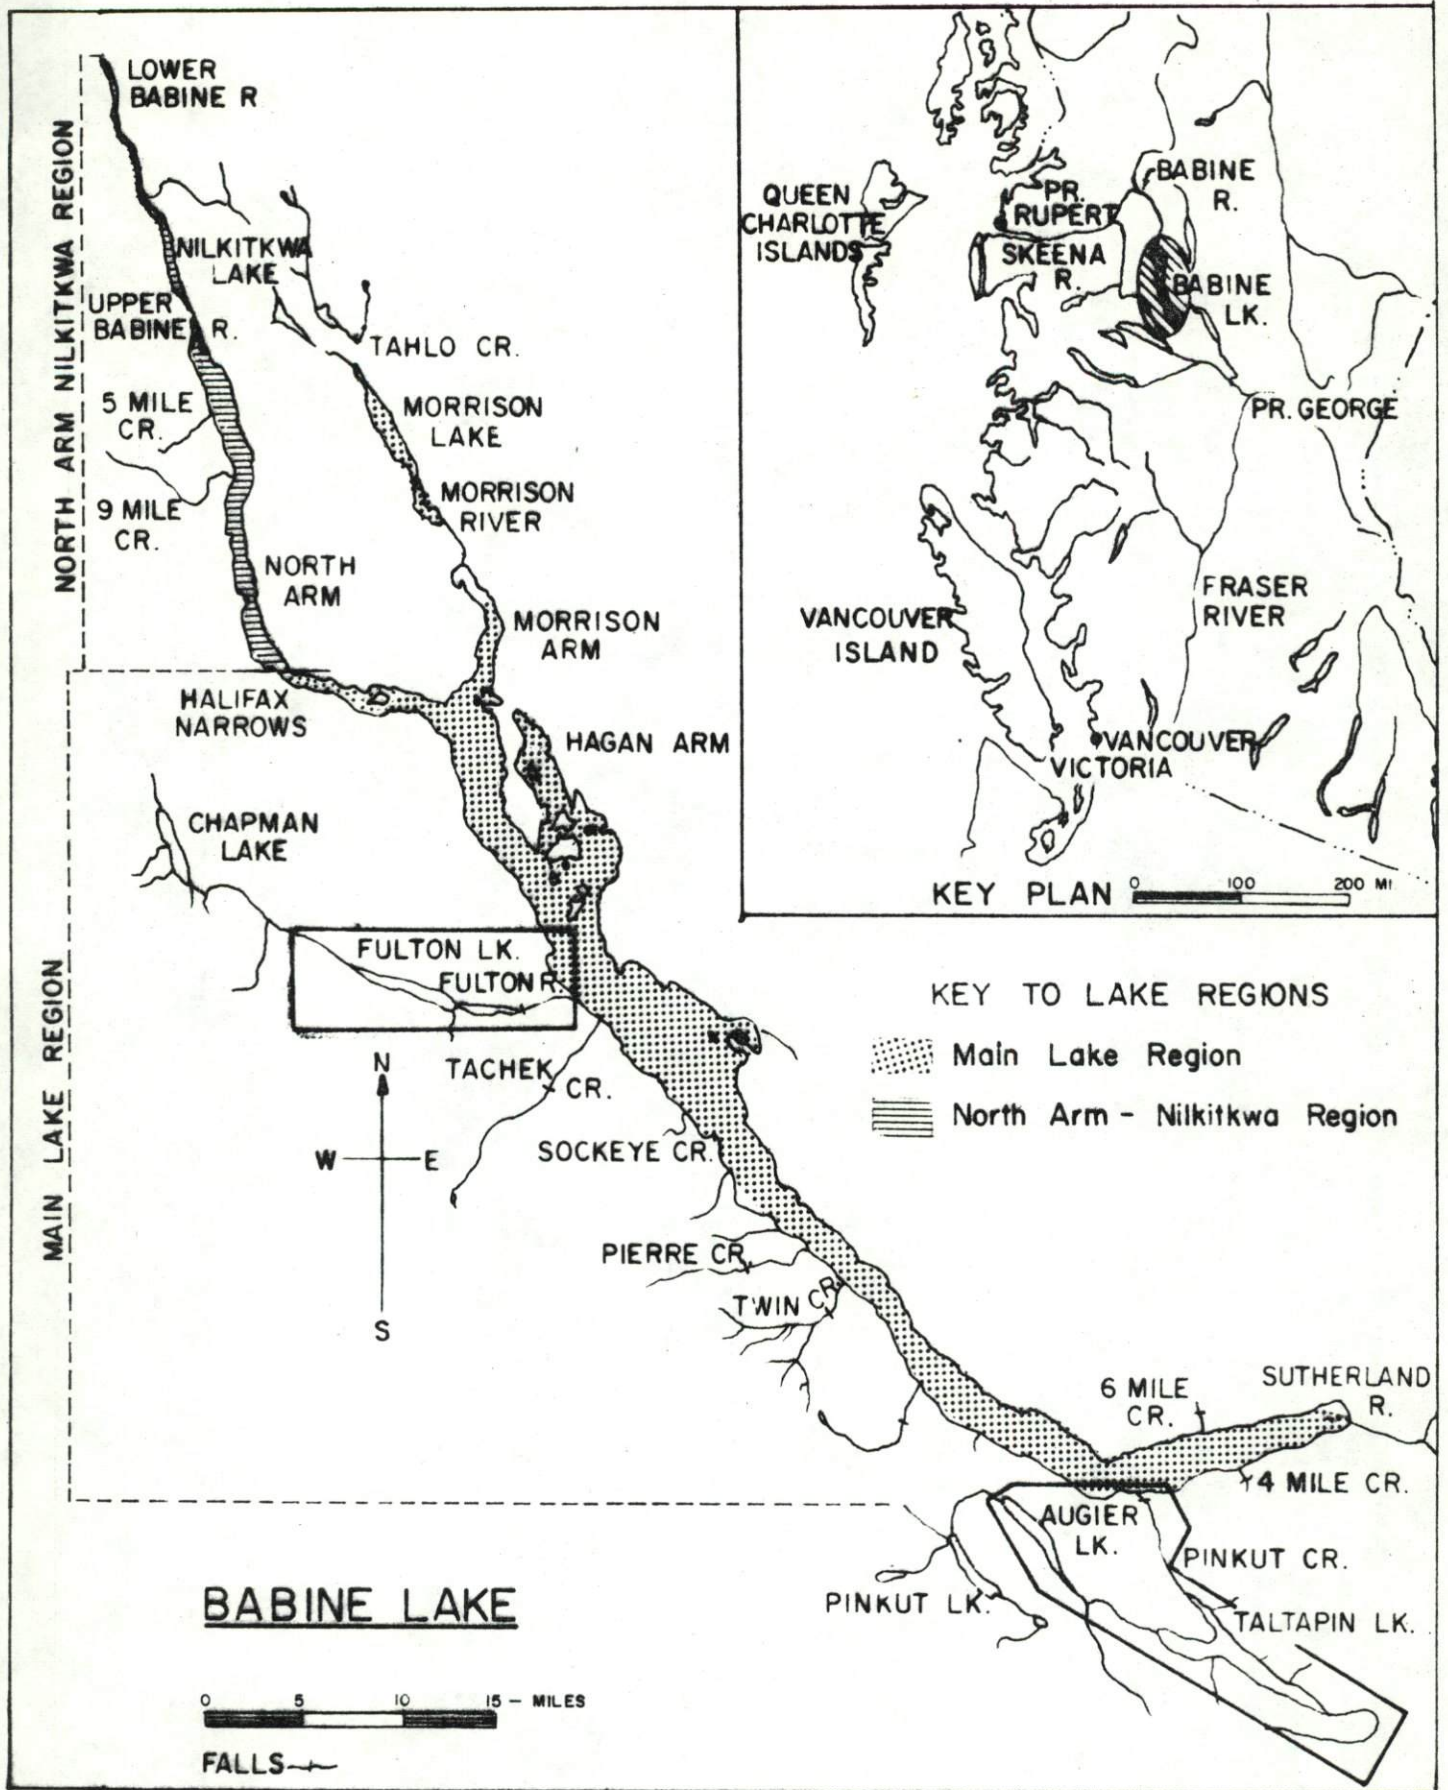 LOWER
BABINE R
NORTH ARM NILKITKWA REGION
NILKITKWA
LAKE
UPPER
BABINE R.
TAHLO CR.
5 MILE
CR.
MORRISON
LAKE
9 MILE
CR.
MORRISON
RIVER
NORTH
ARM
MORRISON
ARM
HALIFAX
NARROWS
HAGAN ARM
CHAPMAN
LAKE
MAIN LAKE REGION
FULTON LK.
FULTON R.
TACHEK
CR.
N
W E
S
SOCKEYE CR.
PIERRE CR
TWIN CR.
6 MILE
CR.
SUTHERLAND
R.
4 MILE CR.
AUGIER
LK.
PINKUT CR.
PINKUT LK.
TALTAPIN LK.
BABINE LAKE
0 5 10 15 - MILES
FALLS
QUEEN
CHARLOTTE
ISLANDS
PR.
RUPERT
BABINE
R.
SKEENA
R.
BABINE
LK.
PR. GEORGE
FRASER
RIVER
VANCOUVER
ISLAND
VANCOUVER
VICTORIA
KEY PLAN
0 100 200 MI.
KEY TO LAKE REGIONS
Main Lake Region
North Arm - Nilkitkwa Region